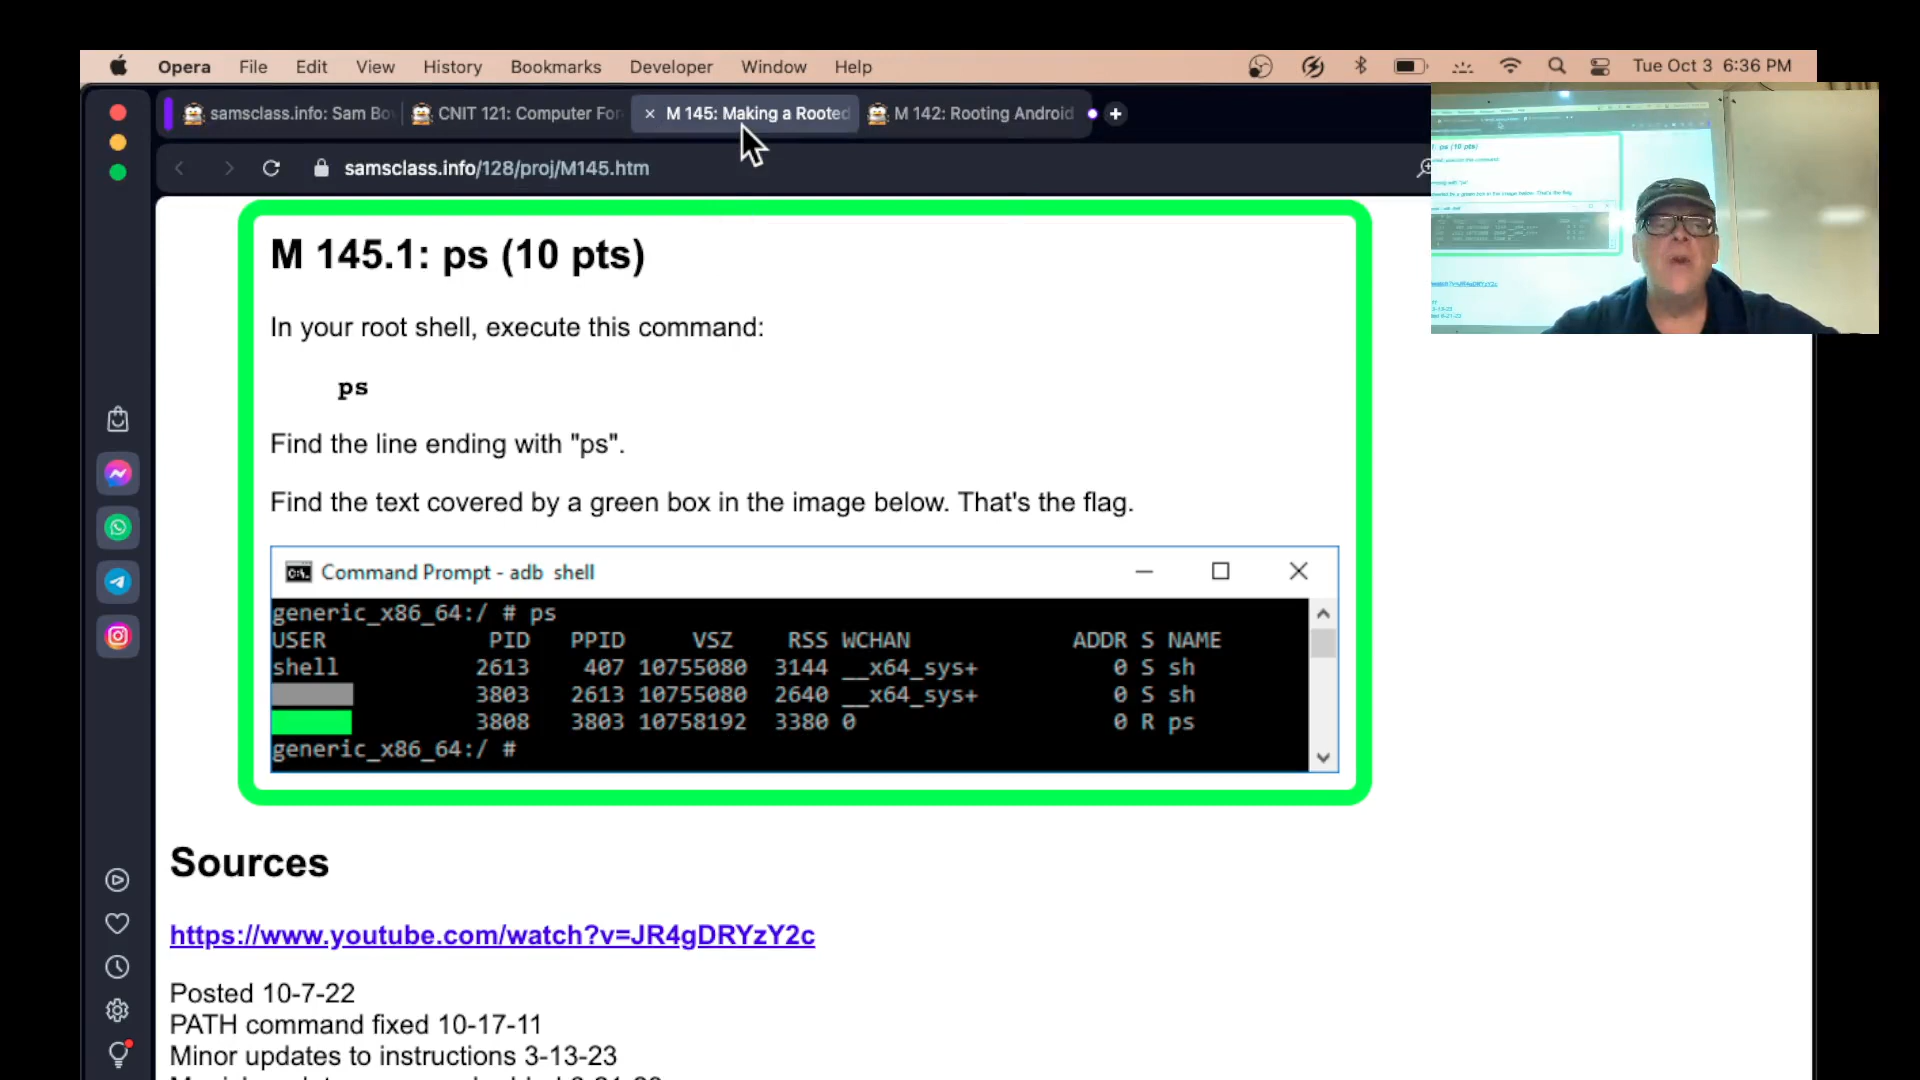 Opera File Edit View History Bookmarks Developer Window Help Tue Oct 3 6:36 PM
samsclass.info: Sam Bo CNIT 121: Computer For M 145: Making a Rooted M 142: Rooting Android
samsclass.info/128/proj/M145.htm
M 145.1: ps (10 pts)
In your root shell, execute this command:
ps
Find the line ending with "ps".
Find the text covered by a green box in the image below. That's the flag.
Command Prompt - adb shell
generic_x86_64:/ # ps
USER PID PPID VSZ RSS WCHAN ADDR S NAME
shell 2613 407 10755080 3144 __x64_sys+ 0 S sh
3803 2613 10755080 2640 __x64_sys+ 0 S sh
3808 3803 10758192 3380 0 0 R ps
generic_x86_64:/ #
Sources
https://www.youtube.com/watch?v=JR4gDRYzY2c
Posted 10-7-22
PATH command fixed 10-17-11
Minor updates to instructions 3-13-23